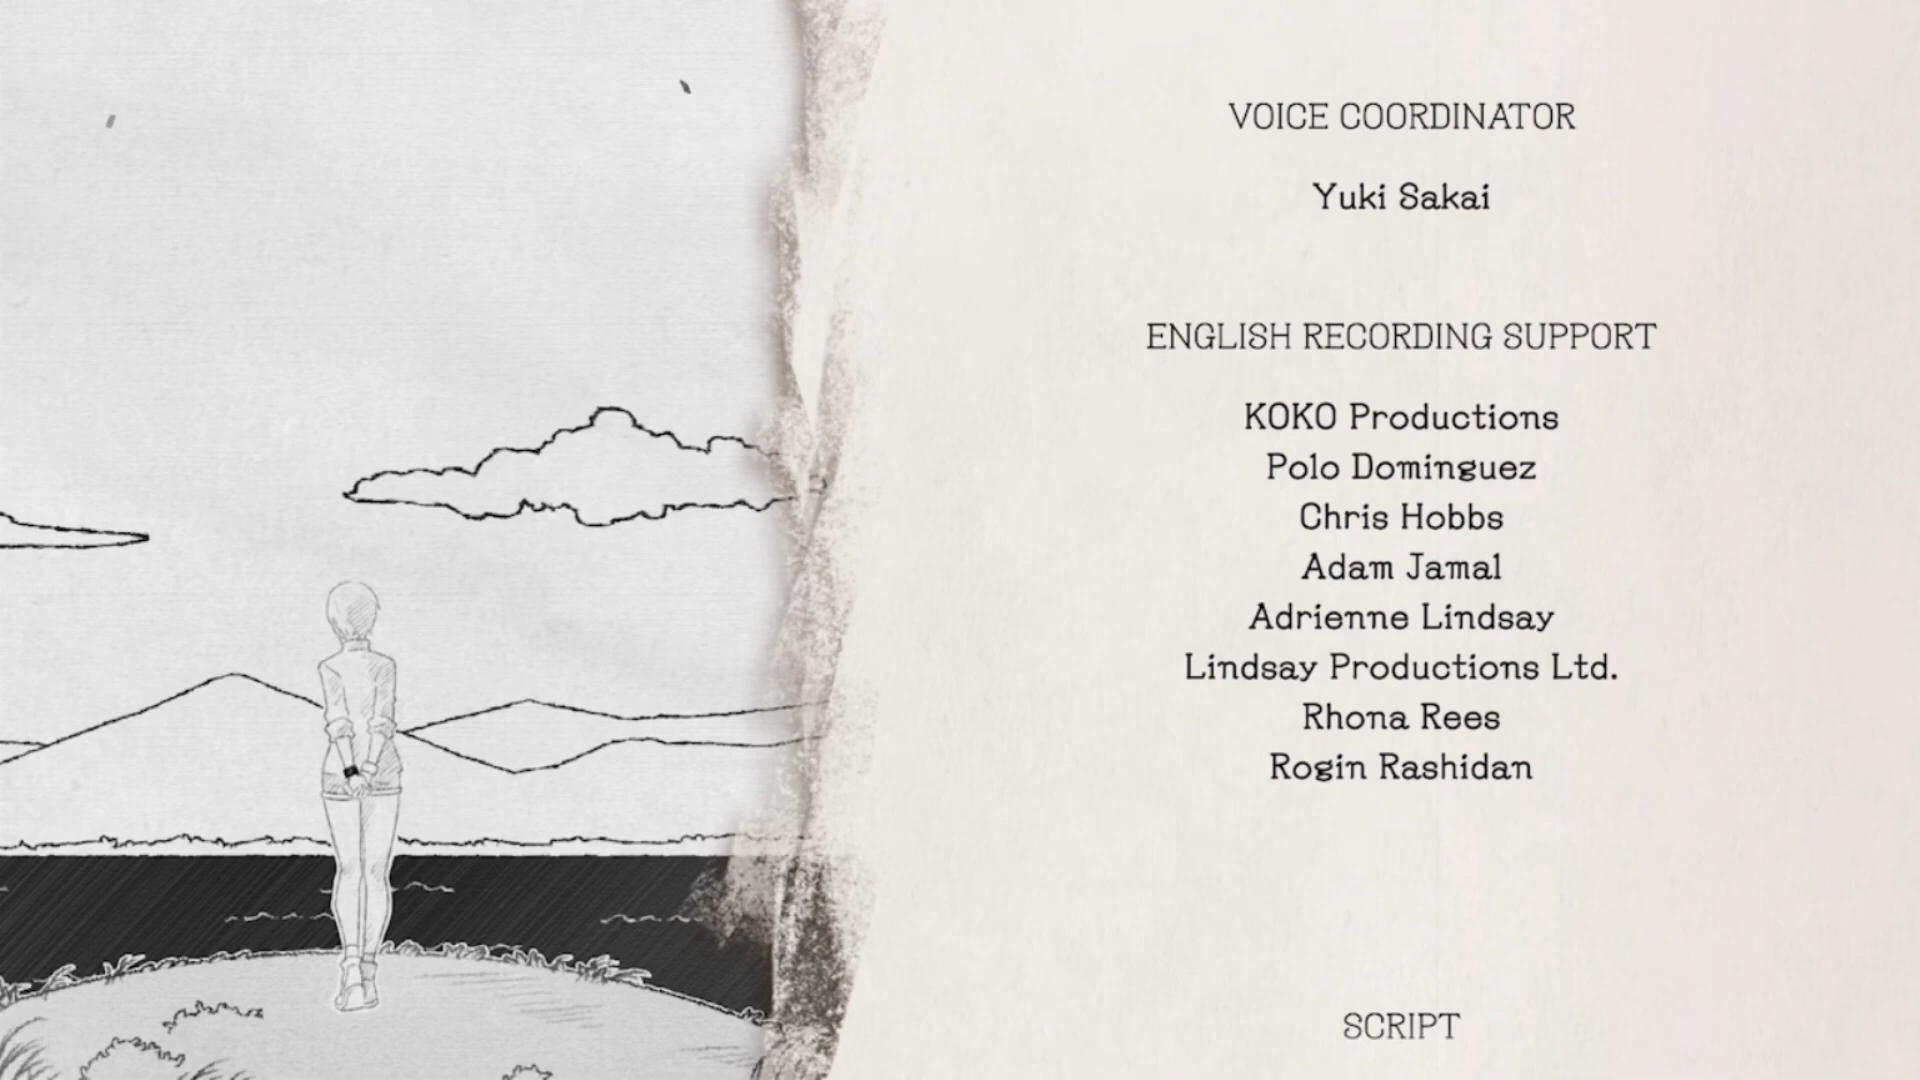 VOICE COORDINATOR
Yuki Sakai
ENGLISH RECORDING SUPPORT
KOKO Productions
Polo Dominguez
Chris Hobbs
Adam Jamal
Adrienne Lindsay
Lindsay Productions Ltd.
Rhona Rees
Rogin Rashidan
SCRIPT